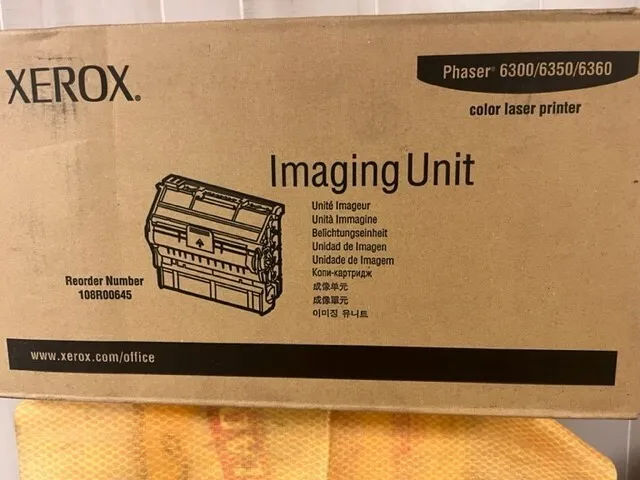 XEROX.
Phaser® 6300/6350/6360
color laser printer
Imaging Unit
Unité Imageur
Unità Immagine
Belichtungseinheit
Unidad de Imagen
Unidade de Imagem
Копи-картридж
成像单元
成像單元
이미징 유니트
Reorder Number
108R00645
www.xerox.com/office